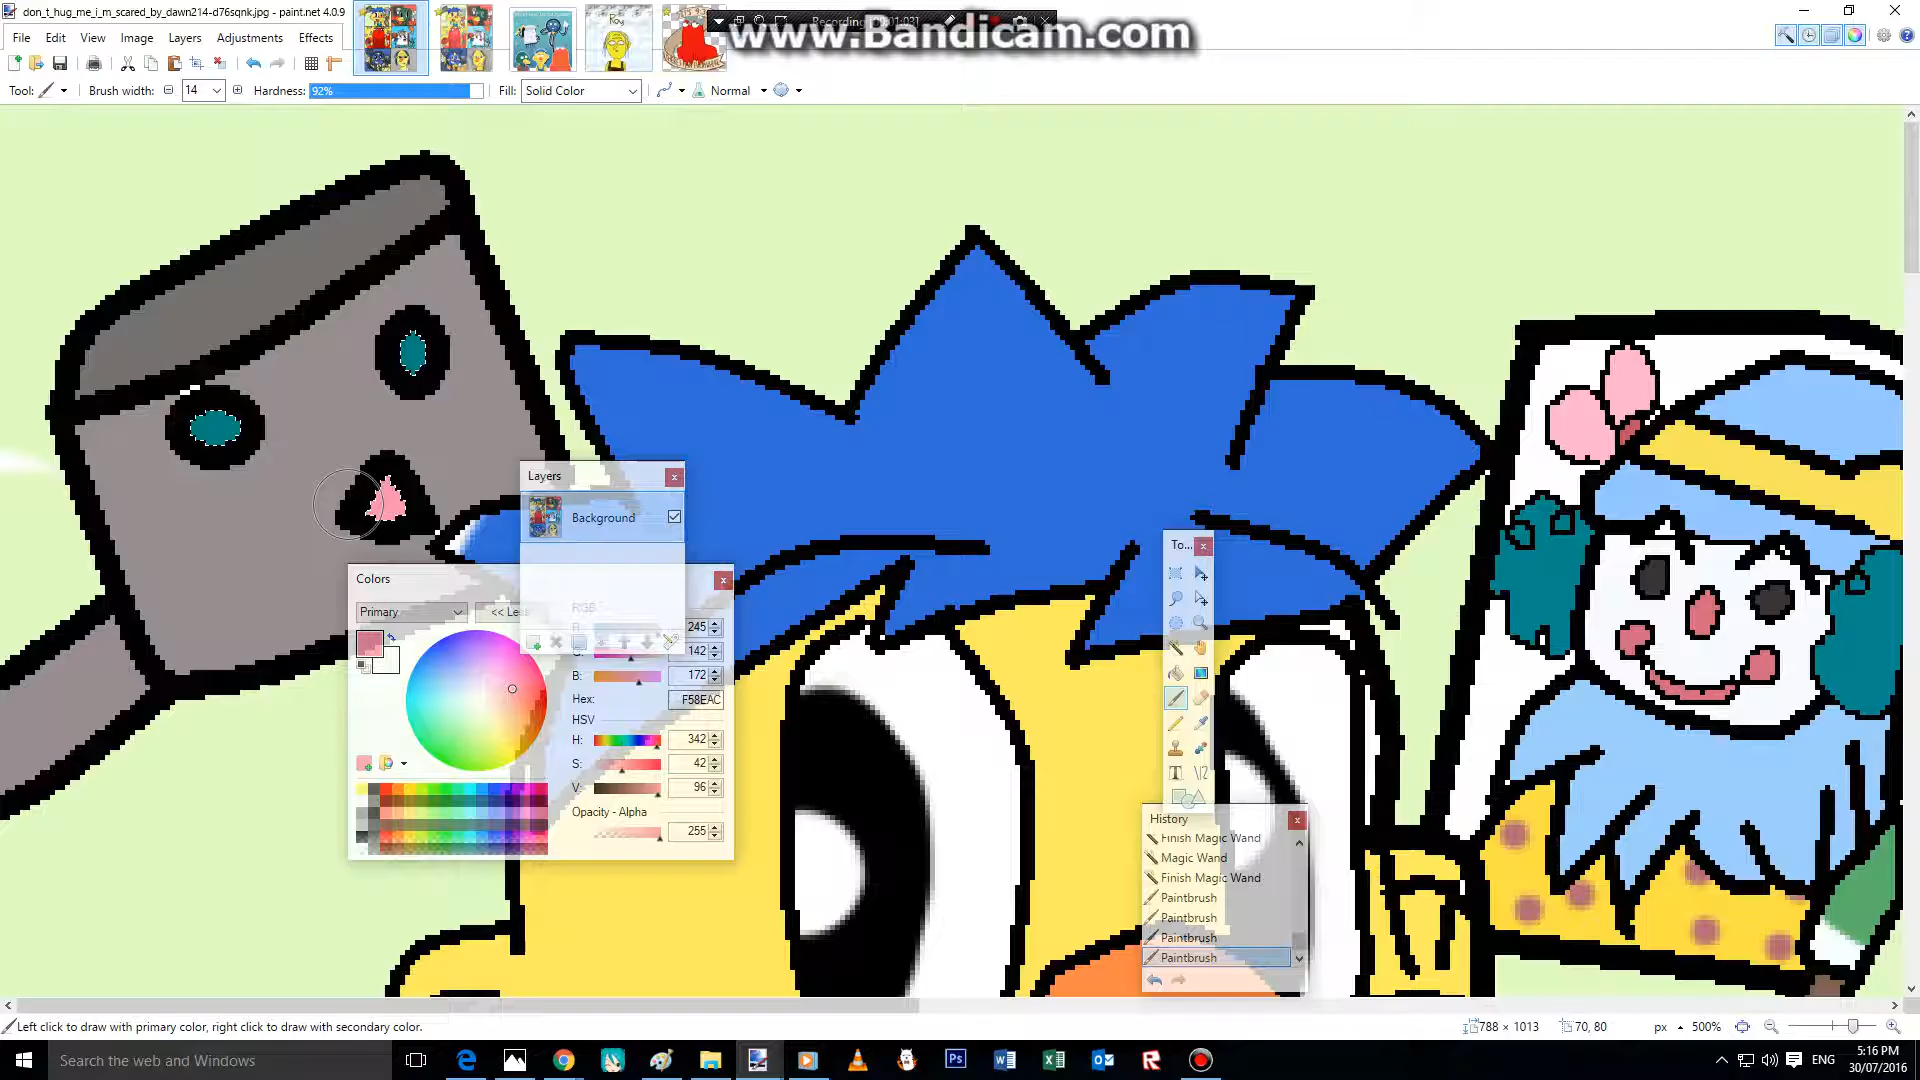 don_t_hug_me_i_m_scared_by_dawn214-d76sqnk.jpg - paint.net 4.0.9
Roy
www.Bandicam.com
File Edit View Image Layers Adjustments Effects
Tool: Brush width: 14 Hardness: 92% Fill: Solid Color Normal
Layers
Background
To...
Colors
Primary
<< Less
RGB
245
142
B: 172
Hex: F58EAC
HSV
H: 342
S: 42
V: 96
Opacity - Alpha
255
History
Finish Magic Wand
Magic Wand
Finish Magic Wand
Paintbrush
Paintbrush
Paintbrush
Paintbrush
Left click to draw with primary color, right click to draw with secondary color.
788 × 1013
70, 80
px
500%
Search the web and Windows
ENG
5:16 PM
30/07/2016